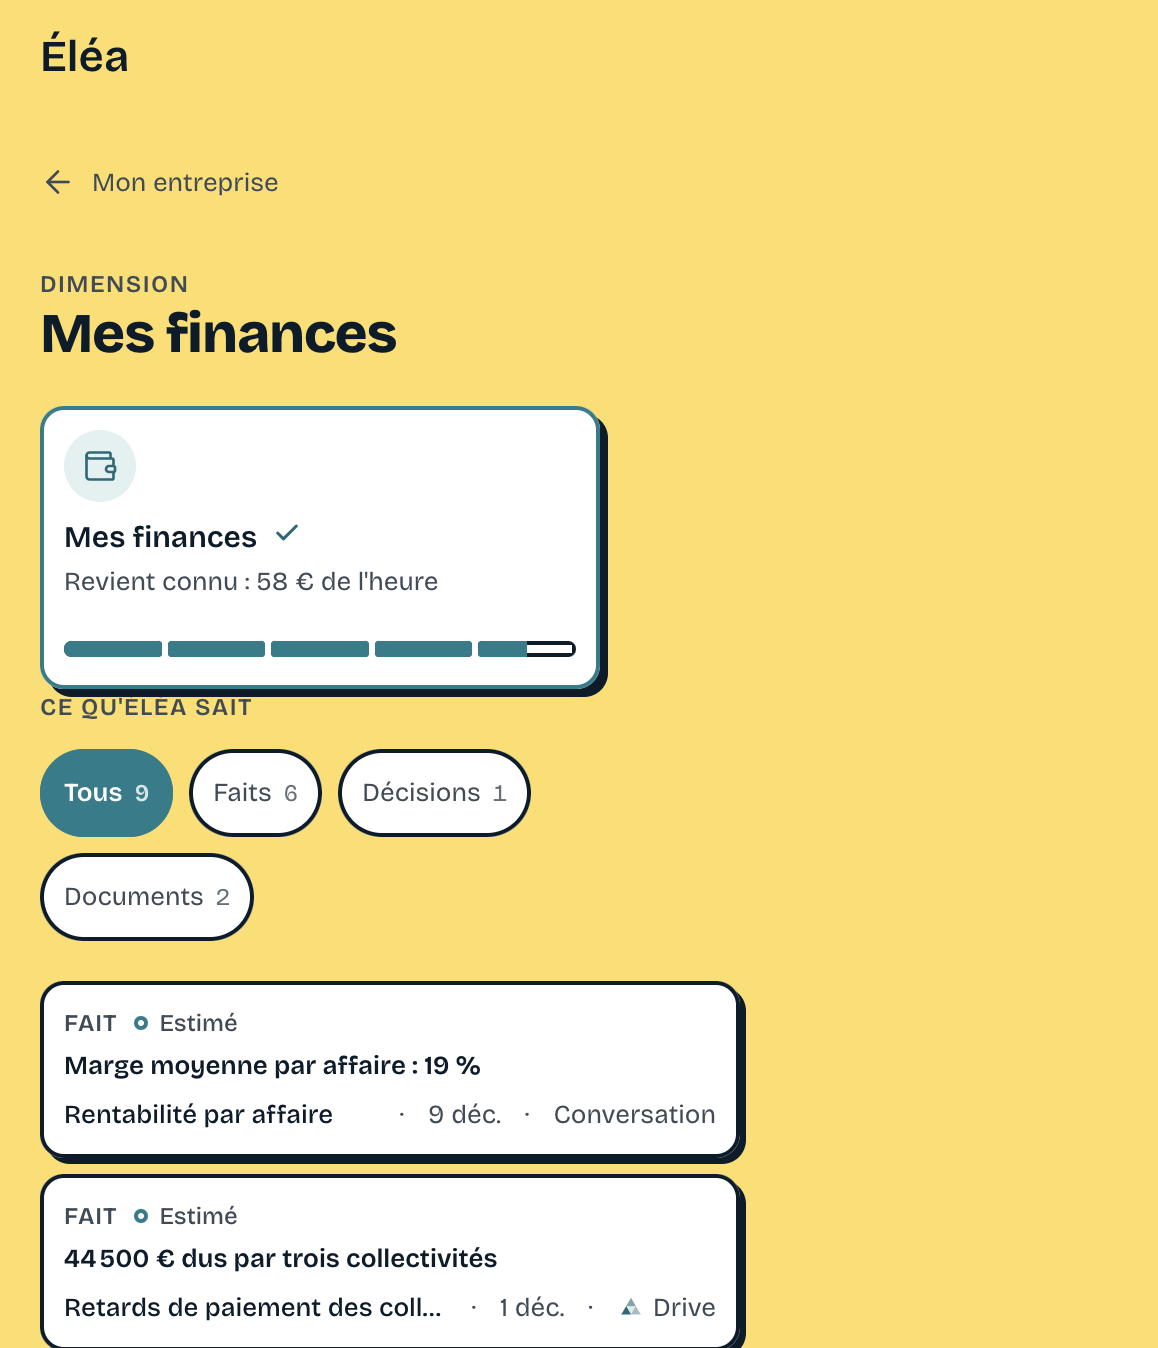 Éléa
Mon entreprise
DIMENSION
Mes finances
Mes finances
Revient connu : 58 € de l'heure
CE QU'ÉLÉA SAIT
Tous 9
Faits 6
Décisions 1
Documents 2
FAIT Estimé
Marge moyenne par affaire : 19 %
Rentabilité par affaire · 9 déc. · Conversation
FAIT Estimé
44 500 € dus par trois collectivités
Retards de paiement des coll... · 1 déc. · Drive